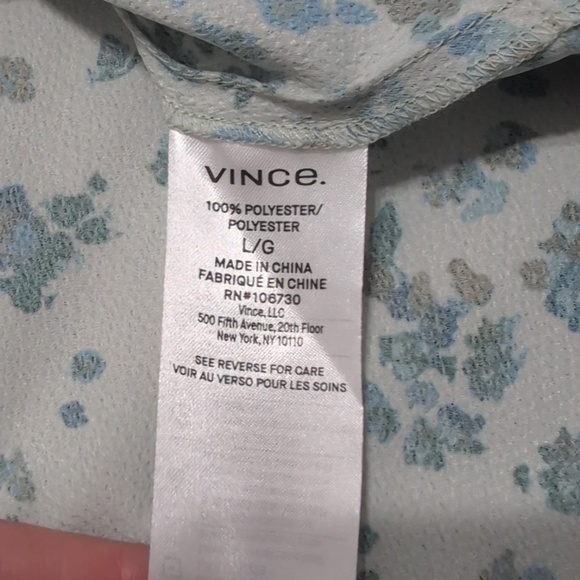 VINCe.
100% POLYESTER/
POLYESTER
L/G
MADE IN CHINA
FABRIQUÉ EN CHINE
RN#106730
Vince, LLC
500 Fifth Avenue, 20th Floor
New York, NY 10110
SEE REVERSE FOR CARE
VOIR AU VERSO POUR LES SOINS